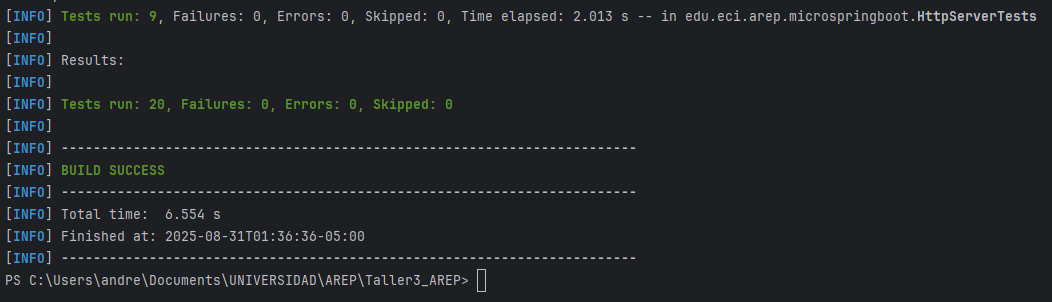 [INFO] Tests run: 9, Failures: 0, Errors: 0, Skipped: 0, Time elapsed: 2.013 s -- in edu.eci.arep.microspringboot.HttpServerTests
[INFO]
[INFO] Results:
[INFO]
[INFO] Tests run: 20, Failures: 0, Errors: 0, Skipped: 0
[INFO]
[INFO] ------------------------------------------------------------------------
[INFO] BUILD SUCCESS
[INFO] ------------------------------------------------------------------------
[INFO] Total time:  6.554 s
[INFO] Finished at: 2025-08-31T01:36:36-05:00
[INFO] ------------------------------------------------------------------------
PS C:\Users\andre\Documents\UNIVERSIDAD\AREP\Taller3_AREP>